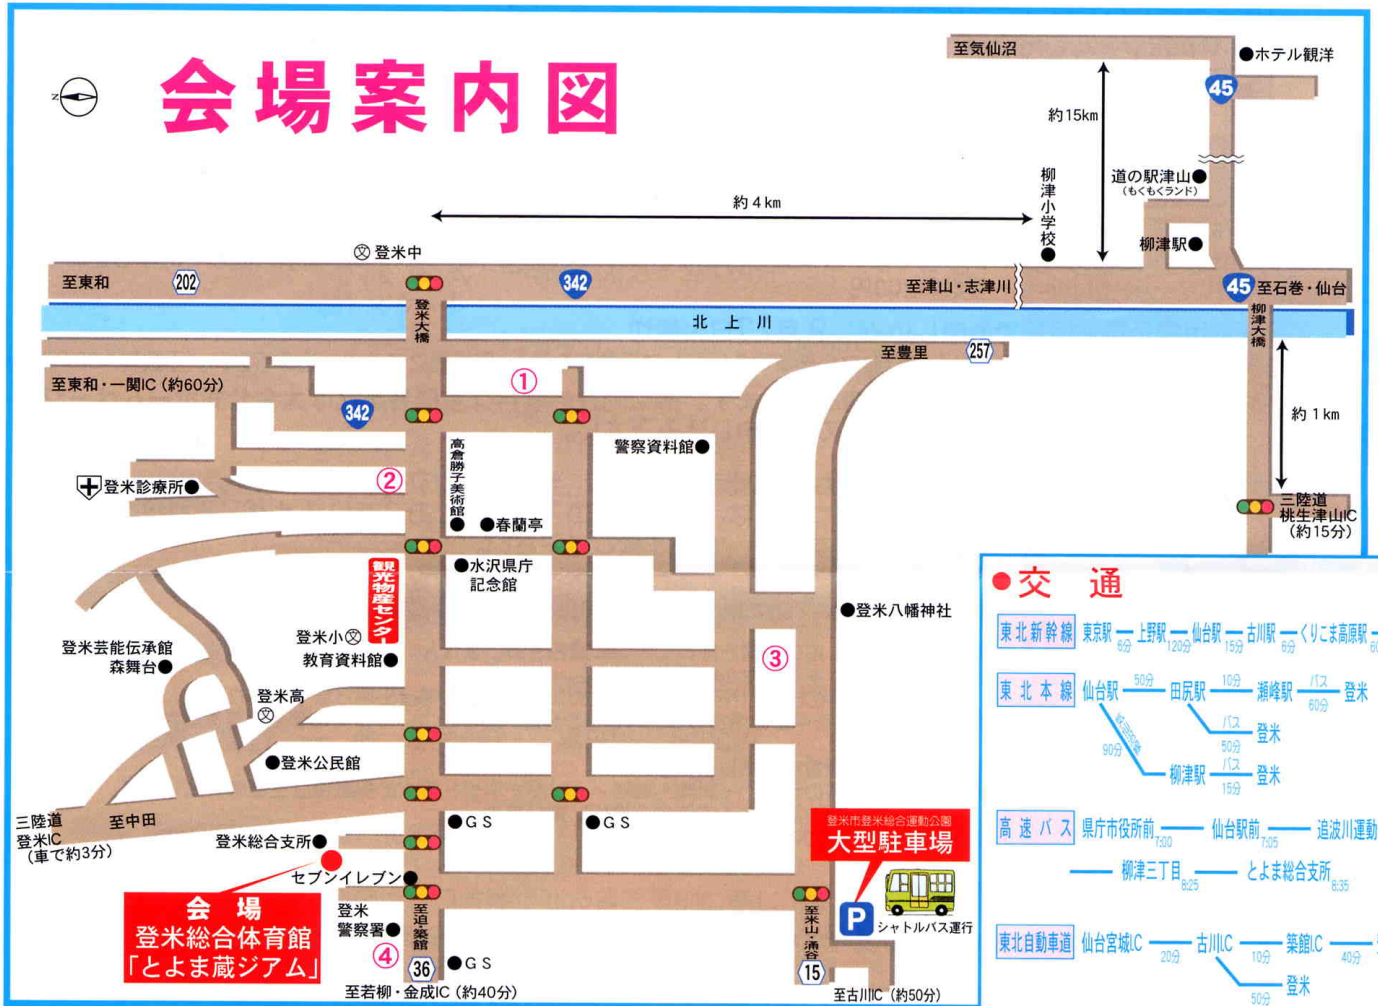 会場案内図
N
至気仙沼
ホテル観洋
45
約15km
道の駅津山
(もくもくランド)
柳津小学校
約4km
柳津駅
登米中
至東和
202
342
至津山・志津川
45
至石巻・仙台
登米大橋
北上川
柳津大橋
至豊里
257
至東和・一関IC(約60分)
①
342
約1km
高倉勝子美術館
警察資料館
②
登米診療所
春蘭亭
三陸道
桃生津山IC
(約15分)
水沢県庁
記念館
観光物産センター
登米小
教育資料館
登米八幡神社
登米芸能伝承館
森舞台
③
登米高
登米公民館
三陸道
登米IC
(車で約3分)
至中田
GS
GS
登米総合支所
セブンイレブン
登米市登米総合運動公園
大型駐車場
P
シャトルバス運行
会場
登米総合体育館
「とよま蔵ジアム」
登米
警察署
④
至迫・築館
36
GS
至若柳・金成IC(約40分)
至米山・涌谷
15
至古川IC(約50分)
●交通
東北新幹線 東京駅 6分 上野駅 120分 仙台駅 15分 古川駅 6分 くりこま高原駅
東北本線 仙台駅 50分 田尻駅 10分 瀬峰駅 バス 60分 登米
バス 50分 登米
90分 柳津駅 バス 15分 登米
高速バス 県庁市役所前 7:00 仙台駅前 7:05 追波川運動
柳津三丁目 8:25 とよま総合支所 8:35
東北自動車道 仙台宮城I.C 20分 古川I.C 10分 築館I.C 40分
50分 登米